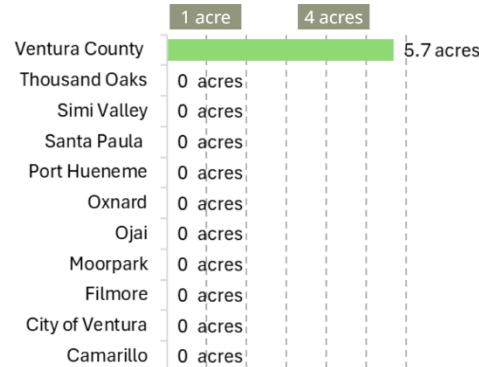 1 acre 4 acres
Ventura County 5.7 acres
Thousand Oaks 0 acres
Simi Valley 0 acres
Santa Paula 0 acres
Port Hueneme 0 acres
Oxnard 0 acres
Ojai 0 acres
Moorpark 0 acres
Filmore 0 acres
City of Ventura 0 acres
Camarillo 0 acres